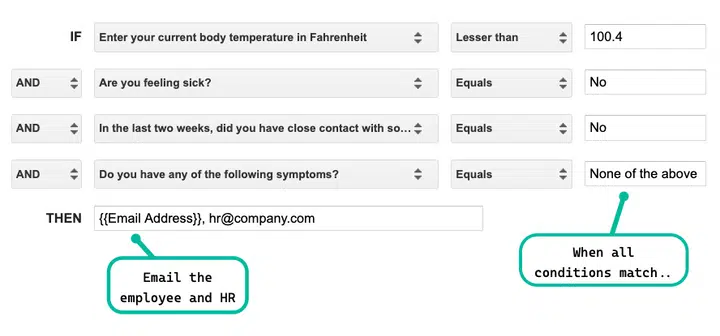 IF Enter your current body temperature in Fahrenheit Lesser than 100.4
AND Are you feeling sick? Equals No
AND In the last two weeks, did you have close contact with so... Equals No
AND Do you have any of the following symptoms? Equals None of the above
THEN {{Email Address}}, hr@company.com
Email the
employee and HR
When all
conditions match..